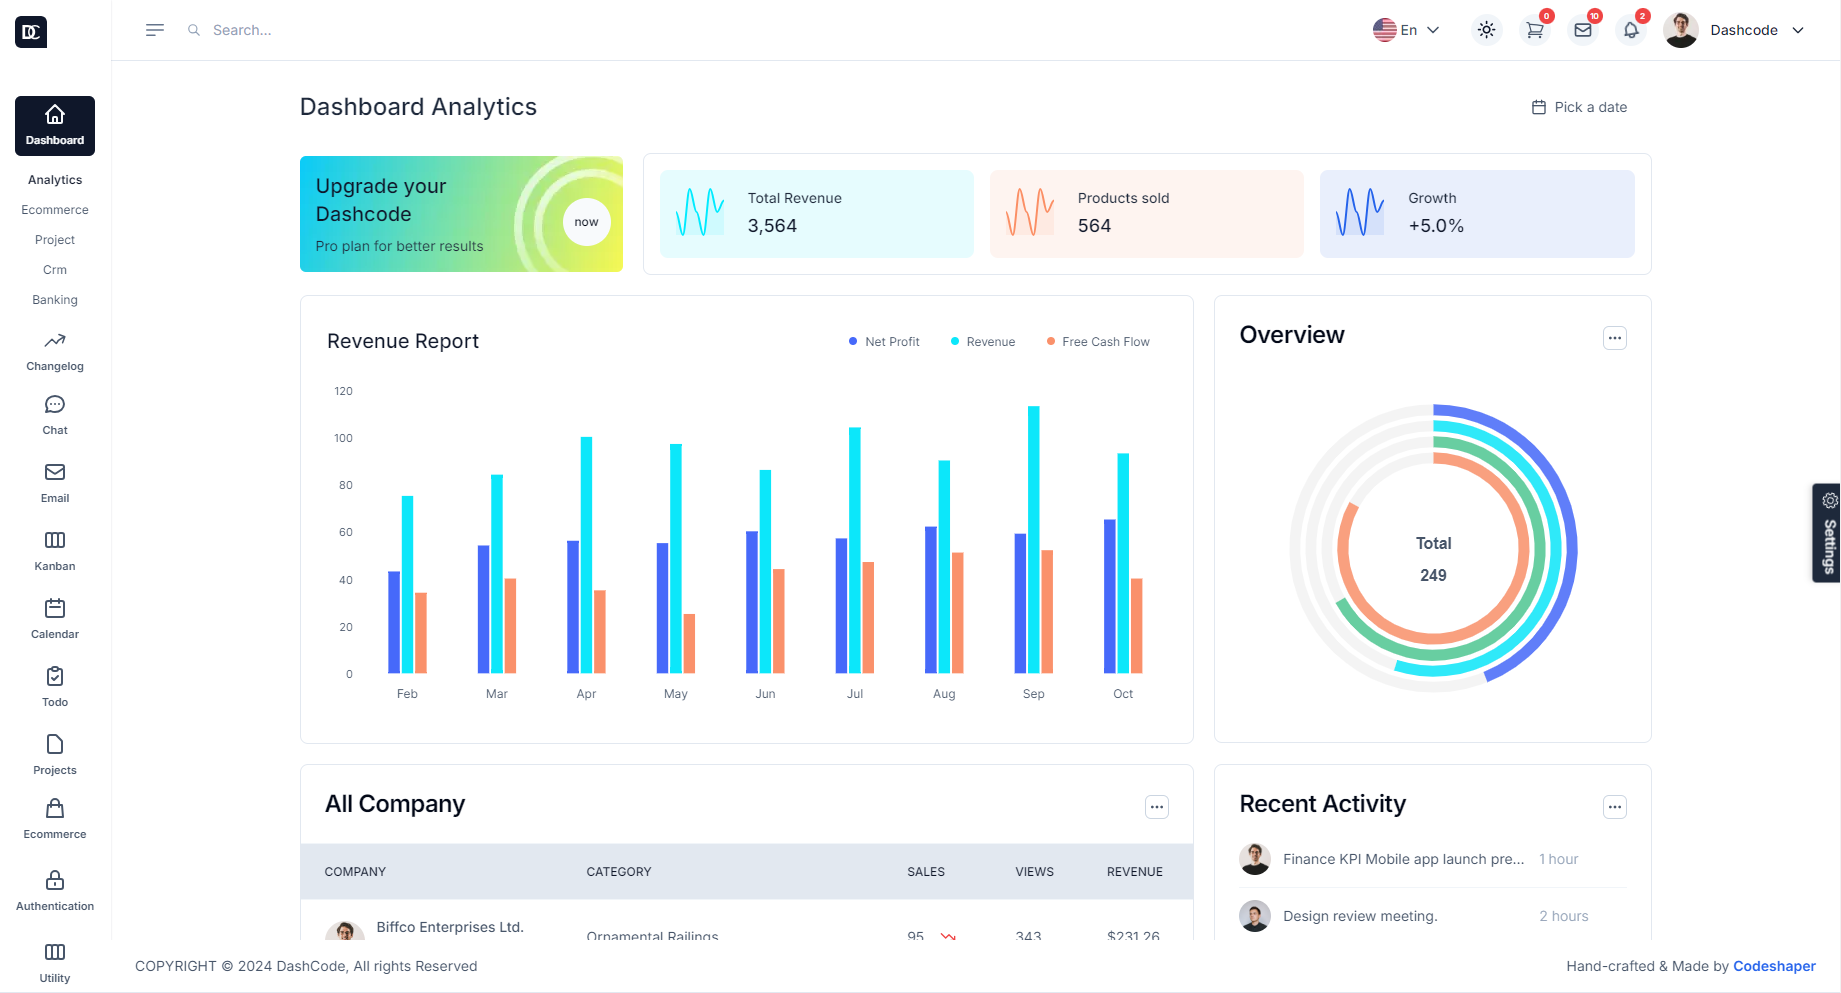 DC
Search...
En
0
10
2
Dashcode
Dashboard
Analytics
Ecommerce
Project
Crm
Banking
Changelog
Chat
Email
Kanban
Calendar
Todo
Projects
Ecommerce
Authentication
Utility
Dashboard Analytics
Pick a date
Upgrade your
Dashcode
Pro plan for better results
now
Total Revenue
3,564
Products sold
564
Growth
+5.0%
Revenue Report
Net Profit
Revenue
Free Cash Flow
120
100
80
60
40
20
0
Feb Mar Apr May Jun Jul Aug Sep Oct
Overview
Total
249
Settings
All Company
COMPANY CATEGORY SALES VIEWS REVENUE
Biffco Enterprises Ltd.
Ornamental Railings 95 343 $231.26
Recent Activity
Finance KPI Mobile app launch pre... 1 hour
Design review meeting. 2 hours
COPYRIGHT © 2024 DashCode, All rights Reserved
Hand-crafted & Made by Codeshaper